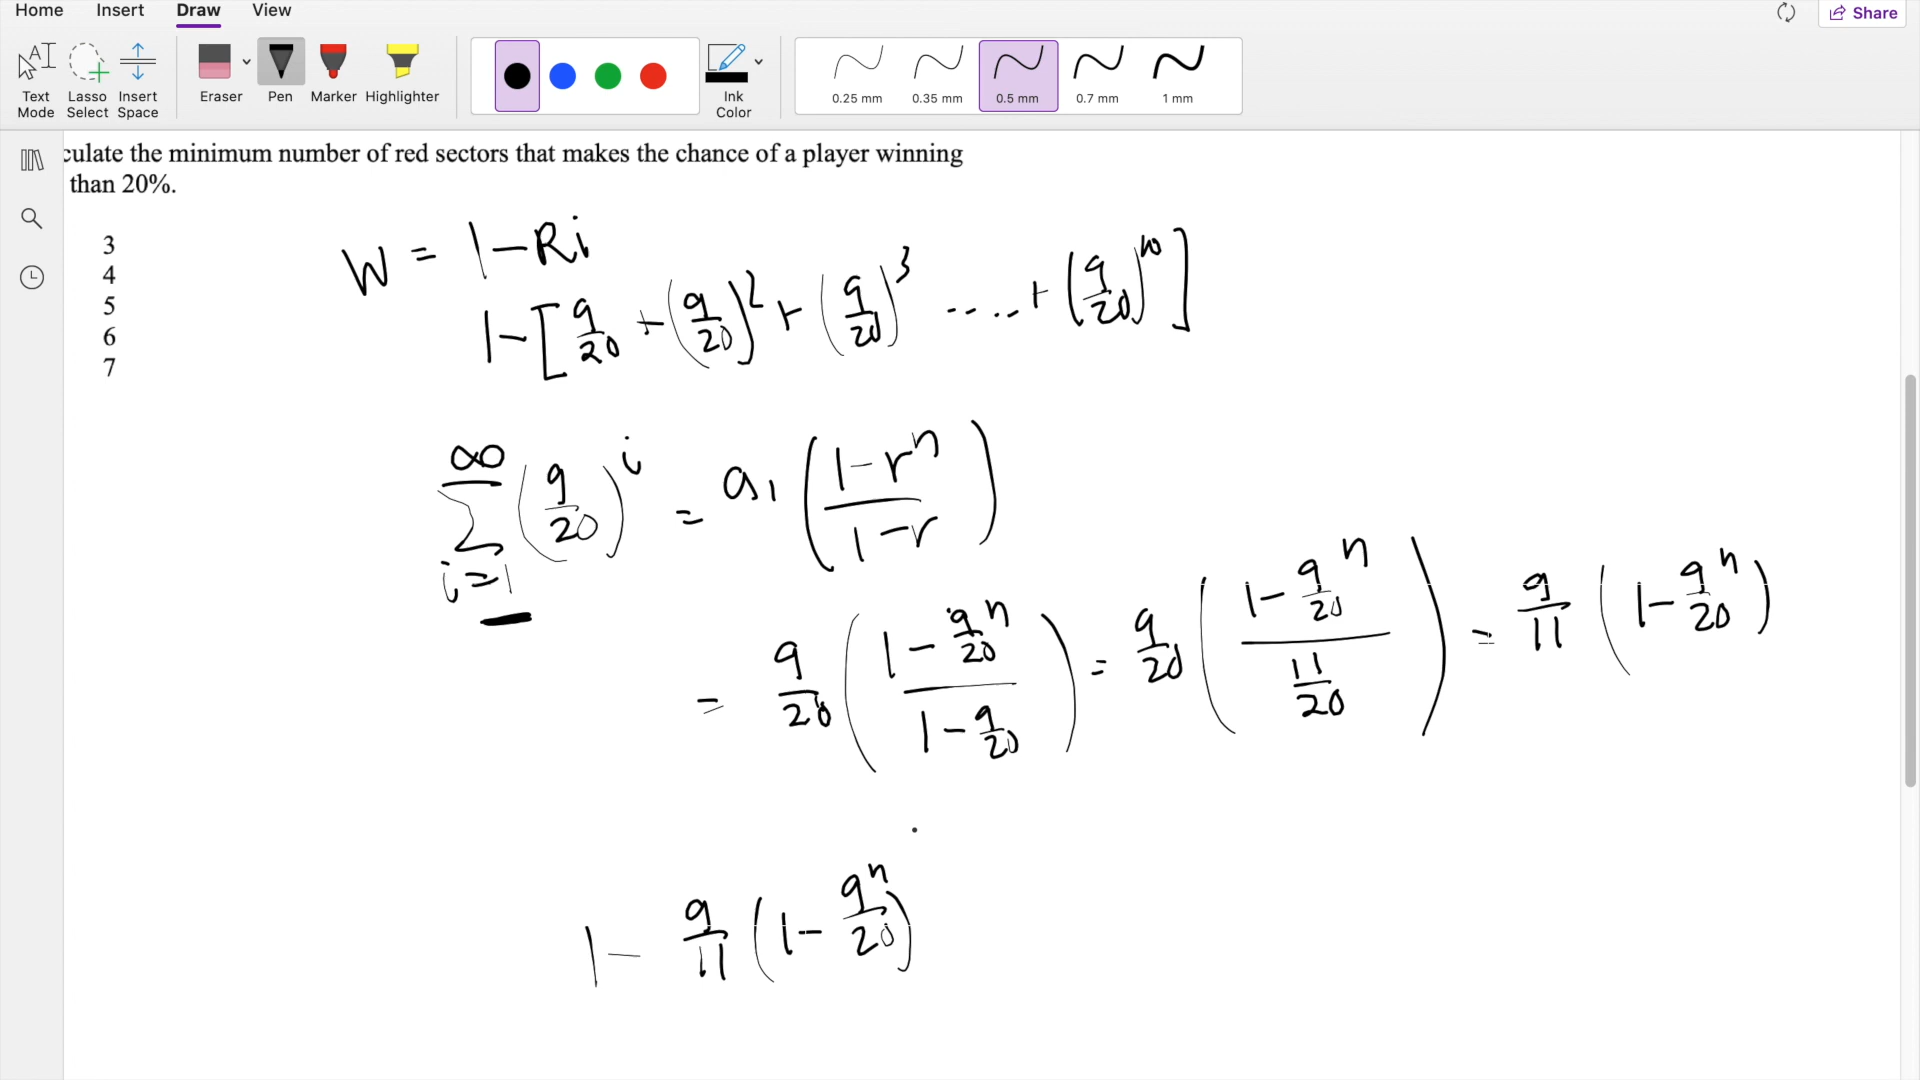 Home Insert Draw View Share
Text Mode Lasso Select Insert Space Eraser Pen Marker Highlighter Ink Color 0.25 mm 0.35 mm 0.5 mm 0.7 mm 1 mm
culate the minimum number of red sectors that makes the chance of a player winning
than 20%.
3
4
5
6
7
W = 1 - Ri
1 - [9/20 + (9/20)^2 + (9/20)^3 ..... + (9/20)^10]
∞ ∑ i=1 (9/20)^i = a1 ((1 - r^n)/(1 - r))
= 9/20 ((1 - 9/20^n)/(1 - 9/20)) = 9/20 ((1 - 9/20^n)/(11/20)) = 9/11 (1 - 9/20^n)
1 - 9/11 (1 - 9^n/20)